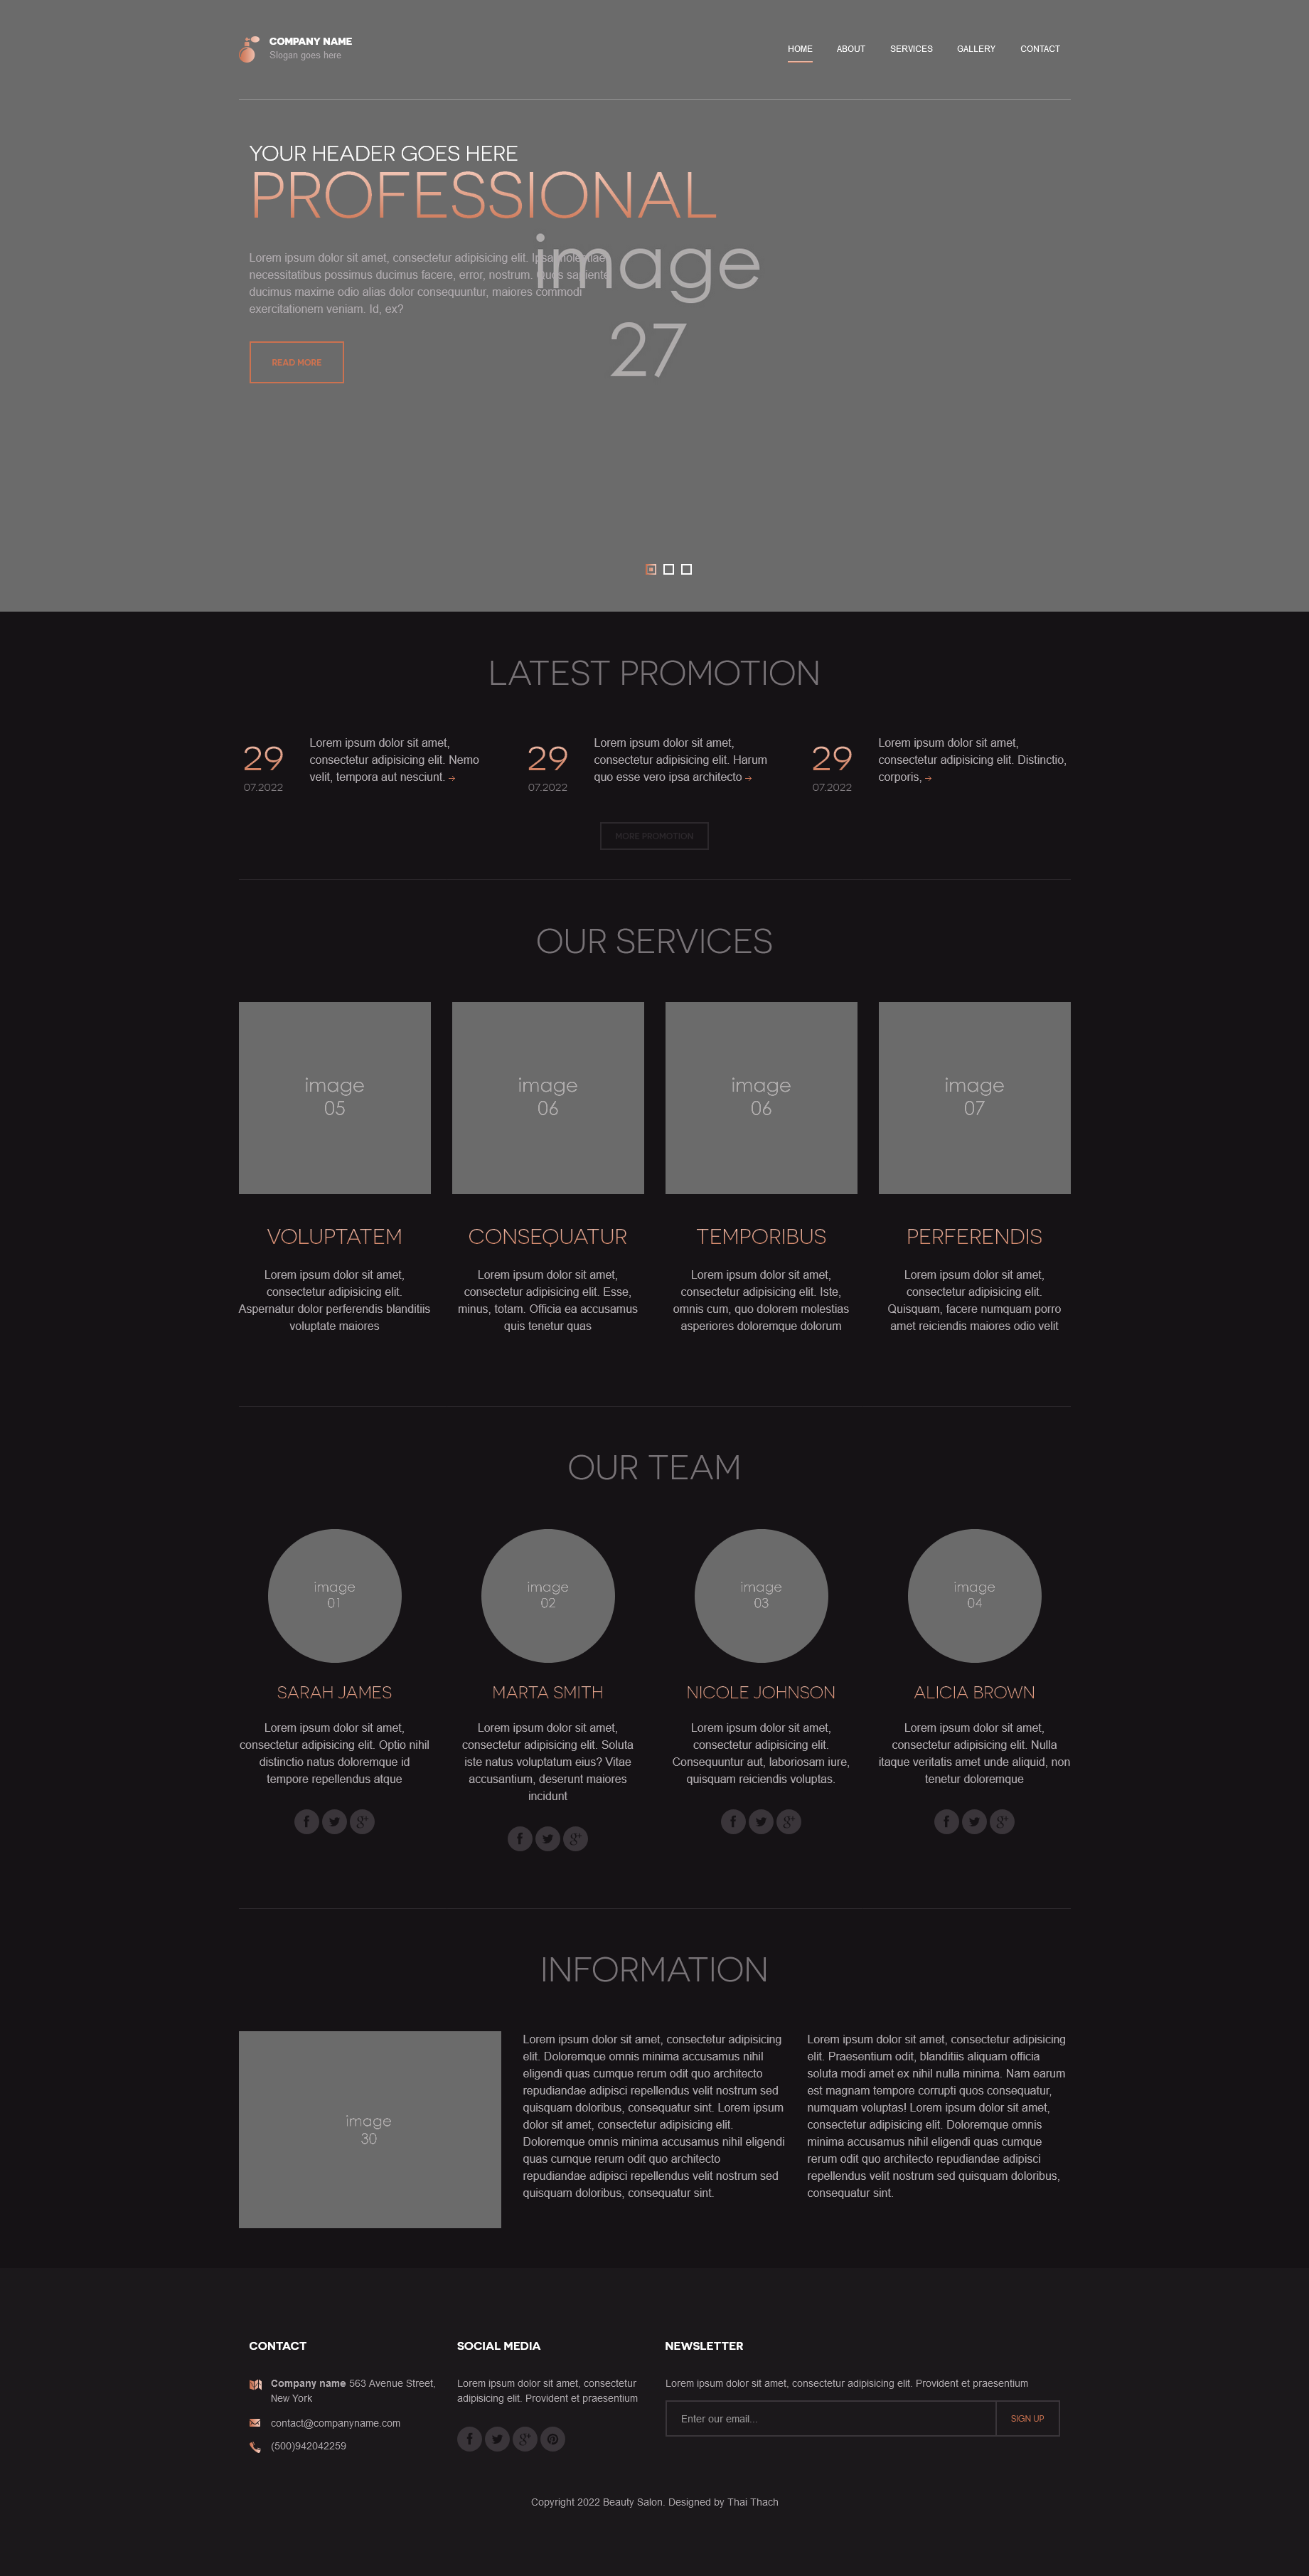 COMPANY NAME
Slogan goes here
HOME
ABOUT
SERVICES
GALLERY
CONTACT
YOUR HEADER GOES HERE
PROFESSIONAL
Lorem ipsum dolor sit amet, consectetur adipisicing elit. Ipsa molestiae
necessitatibus possimus ducimus facere, error, nostrum. Quos sapiente
ducimus maxime odio alias dolor consequuntur, maiores commodi
exercitationem veniam. Id, ex?
image
27
READ MORE
LATEST PROMOTION
29
07.2022
Lorem ipsum dolor sit amet,
consectetur adipisicing elit. Nemo
velit, tempora aut nesciunt. →
29
07.2022
Lorem ipsum dolor sit amet,
consectetur adipisicing elit. Harum
quo esse vero ipsa architecto →
29
07.2022
Lorem ipsum dolor sit amet,
consectetur adipisicing elit. Distinctio,
corporis, →
MORE PROMOTION
OUR SERVICES
image
05
image
06
image
06
image
07
VOLUPTATEM
Lorem ipsum dolor sit amet,
consectetur adipisicing elit.
Aspernatur dolor perferendis blanditiis
voluptate maiores
CONSEQUATUR
Lorem ipsum dolor sit amet,
consectetur adipisicing elit. Esse,
minus, totam. Officia ea accusamus
quis tenetur quas
TEMPORIBUS
Lorem ipsum dolor sit amet,
consectetur adipisicing elit. Iste,
omnis cum, quo dolorem molestias
asperiores doloremque dolorum
PERFERENDIS
Lorem ipsum dolor sit amet,
consectetur adipisicing elit.
Quisquam, facere numquam porro
amet reiciendis maiores odio velit
OUR TEAM
image
01
image
02
image
03
image
04
SARAH JAMES
Lorem ipsum dolor sit amet,
consectetur adipisicing elit. Optio nihil
distinctio natus doloremque id
tempore repellendus atque
MARTA SMITH
Lorem ipsum dolor sit amet,
consectetur adipisicing elit. Soluta
iste natus voluptatum eius? Vitae
accusantium, deserunt maiores
incidunt
NICOLE JOHNSON
Lorem ipsum dolor sit amet,
consectetur adipisicing elit.
Consequuntur aut, laboriosam iure,
quisquam reiciendis voluptas.
ALICIA BROWN
Lorem ipsum dolor sit amet,
consectetur adipisicing elit. Nulla
itaque veritatis amet unde aliquid, non
tenetur doloremque
INFORMATION
image
30
Lorem ipsum dolor sit amet, consectetur adipisicing
elit. Doloremque omnis minima accusamus nihil
eligendi quas cumque rerum odit quo architecto
repudiandae adipisci repellendus velit nostrum sed
quisquam doloribus, consequatur sint. Lorem ipsum
dolor sit amet, consectetur adipisicing elit.
Doloremque omnis minima accusamus nihil eligendi
quas cumque rerum odit quo architecto
repudiandae adipisci repellendus velit nostrum sed
quisquam doloribus, consequatur sint.
Lorem ipsum dolor sit amet, consectetur adipisicing
elit. Praesentium odit, blanditiis aliquam officia
soluta modi amet ex nihil nulla minima. Nam earum
est magnam tempore corrupti quos consequatur,
numquam voluptas! Lorem ipsum dolor sit amet,
consectetur adipisicing elit. Doloremque omnis
minima accusamus nihil eligendi quas cumque
rerum odit quo architecto repudiandae adipisci
repellendus velit nostrum sed quisquam doloribus,
consequatur sint.
CONTACT
Company name 563 Avenue Street,
New York
contact@companyname.com
(500)942042259
SOCIAL MEDIA
Lorem ipsum dolor sit amet, consectetur
adipisicing elit. Provident et praesentium
NEWSLETTER
Lorem ipsum dolor sit amet, consectetur adipisicing elit. Provident et praesentium
Enter our email...
SIGN UP
Copyright 2022 Beauty Salon. Designed by Thai Thach